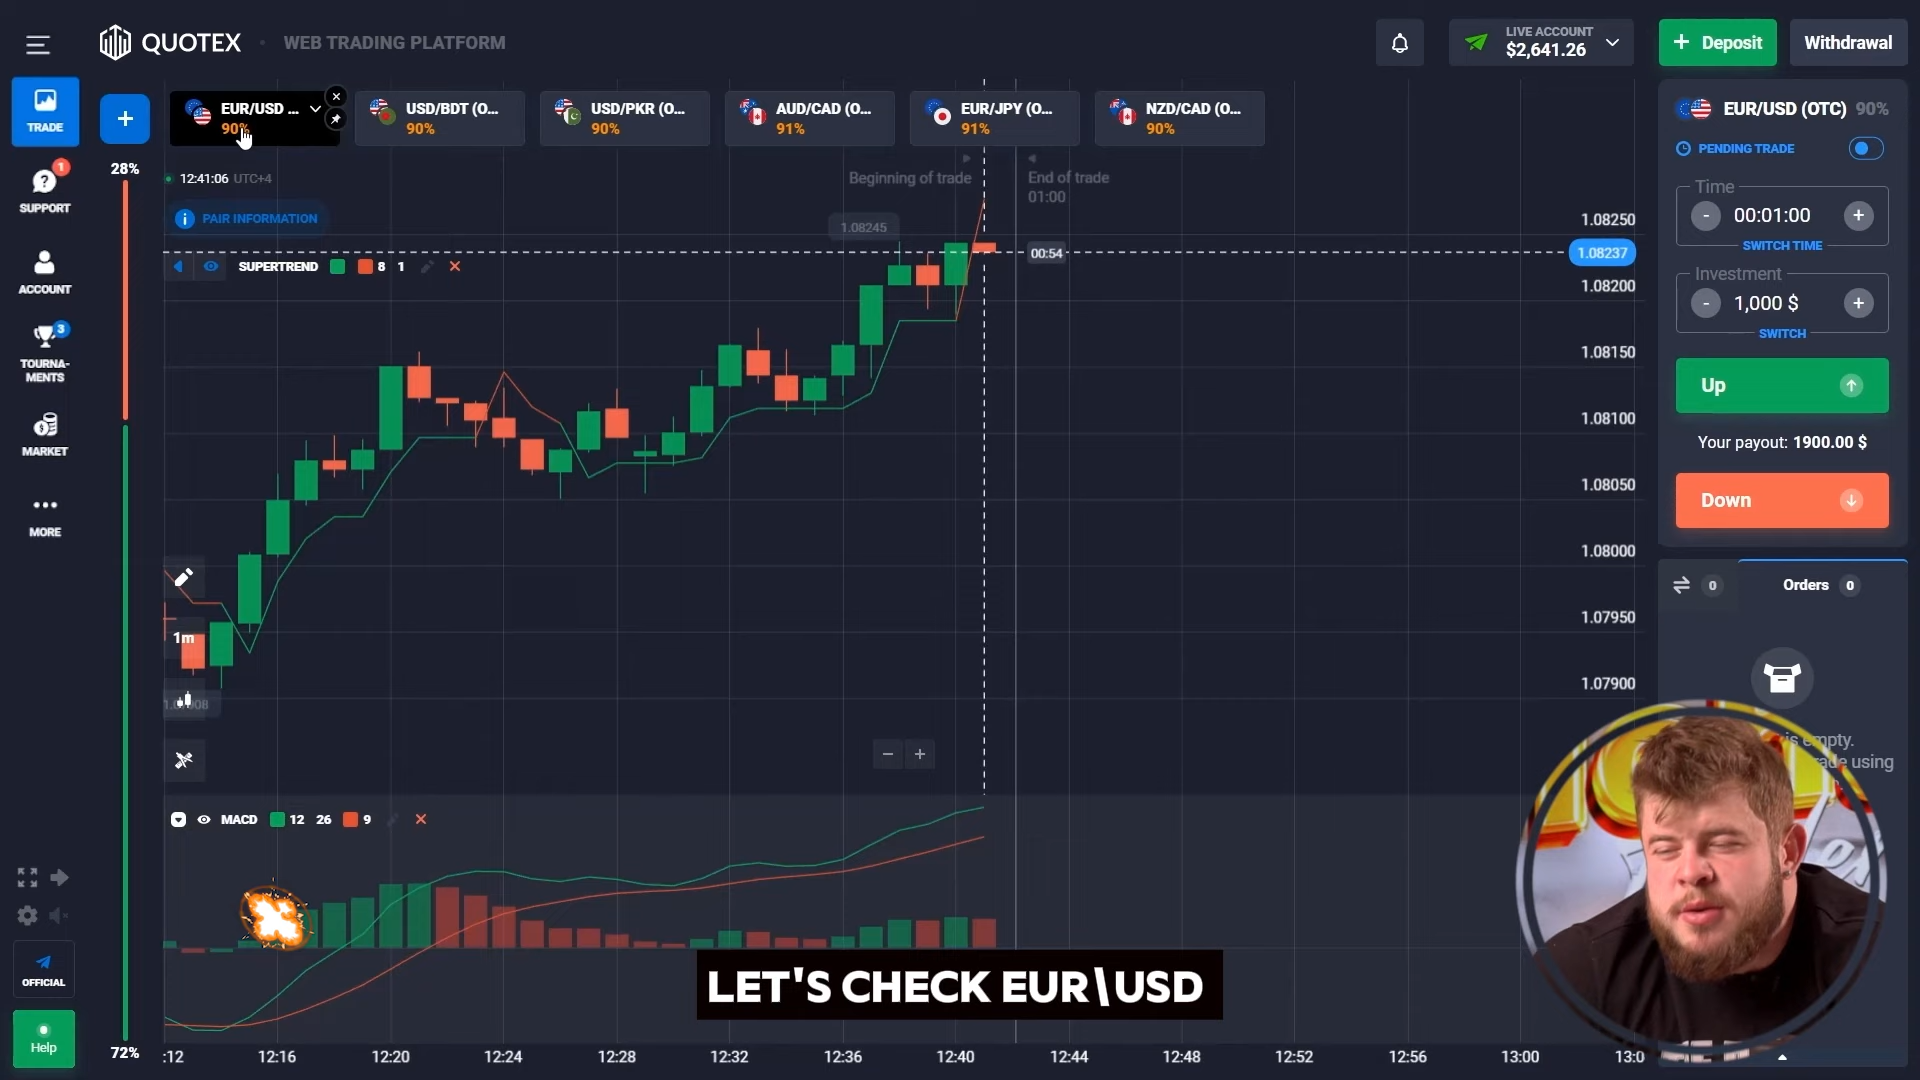 QUOTEX
WEB TRADING PLATFORM
LIVE ACCOUNT
$2,641.26
+ Deposit
Withdrawal
TRADE
+
EUR/USD ...
90%
USD/BDT (O...
90%
USD/PKR (O...
90%
AUD/CAD (O...
91%
EUR/JPY (O...
91%
NZD/CAD (O...
90%
EUR/USD (OTC) 90%
PENDING TRADE
Time
- 00:01:00 +
SWITCH TIME
Investment
- 1,000 $ +
SWITCH
Up
Your payout: 1900.00 $
Down
0
Orders 0
is empty.
ade using
1
SUPPORT
ACCOUNT
3
TOURNA-
MENTS
MARKET
MORE
OFFICIAL
Help
28%
72%
12:41:06 UTC+4
PAIR INFORMATION
Beginning of trade
End of trade
01:00
1.08245
SUPERTREND 8 1
00:54
1.08250
1.08237
1.08200
1.08150
1.08100
1.08050
1.08000
1.07950
1.07900
1m
− +
MACD 12 26 9
LET'S CHECK EUR\USD
:12
12:16
12:20
12:24
12:28
12:32
12:36
12:40
12:44
12:48
12:52
12:56
13:00
13:0